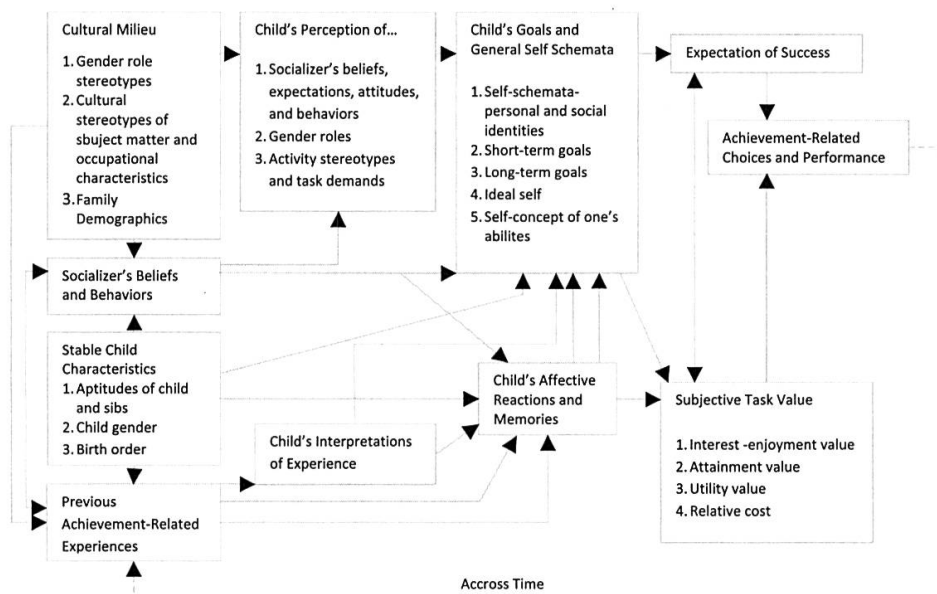 Cultural Milieu
1. Gender role
stereotypes
2. Cultural
stereotypes of
sbuject matter and
occupational
characteristics
3. Family
Demographics
Child's Perception of...
1. Socializer's beliefs,
expectations, attitudes,
and behaviors
2. Gender roles
3. Activity stereotypes
and task demands
Child's Goals and
General Self Schemata
1. Self-schemata-
personal and social
identities
2. Short-term goals
3. Long-term goals
4. Ideal self
5. Self-concept of one's
abilites
Expectation of Success
Achievement-Related
Choices and Performance
Socializer's Beliefs
and Behaviors
Stable Child
Characteristics
1. Aptitudes of child
and sibs
2. Child gender
3. Birth order
Child's Interpretations
of Experience
Child's Affective
Reactions and
Memories
Subjective Task Value
1. Interest -enjoyment value
2. Attainment value
3. Utility value
4. Relative cost
Previous
Achievement-Related
Experiences
Accross Time